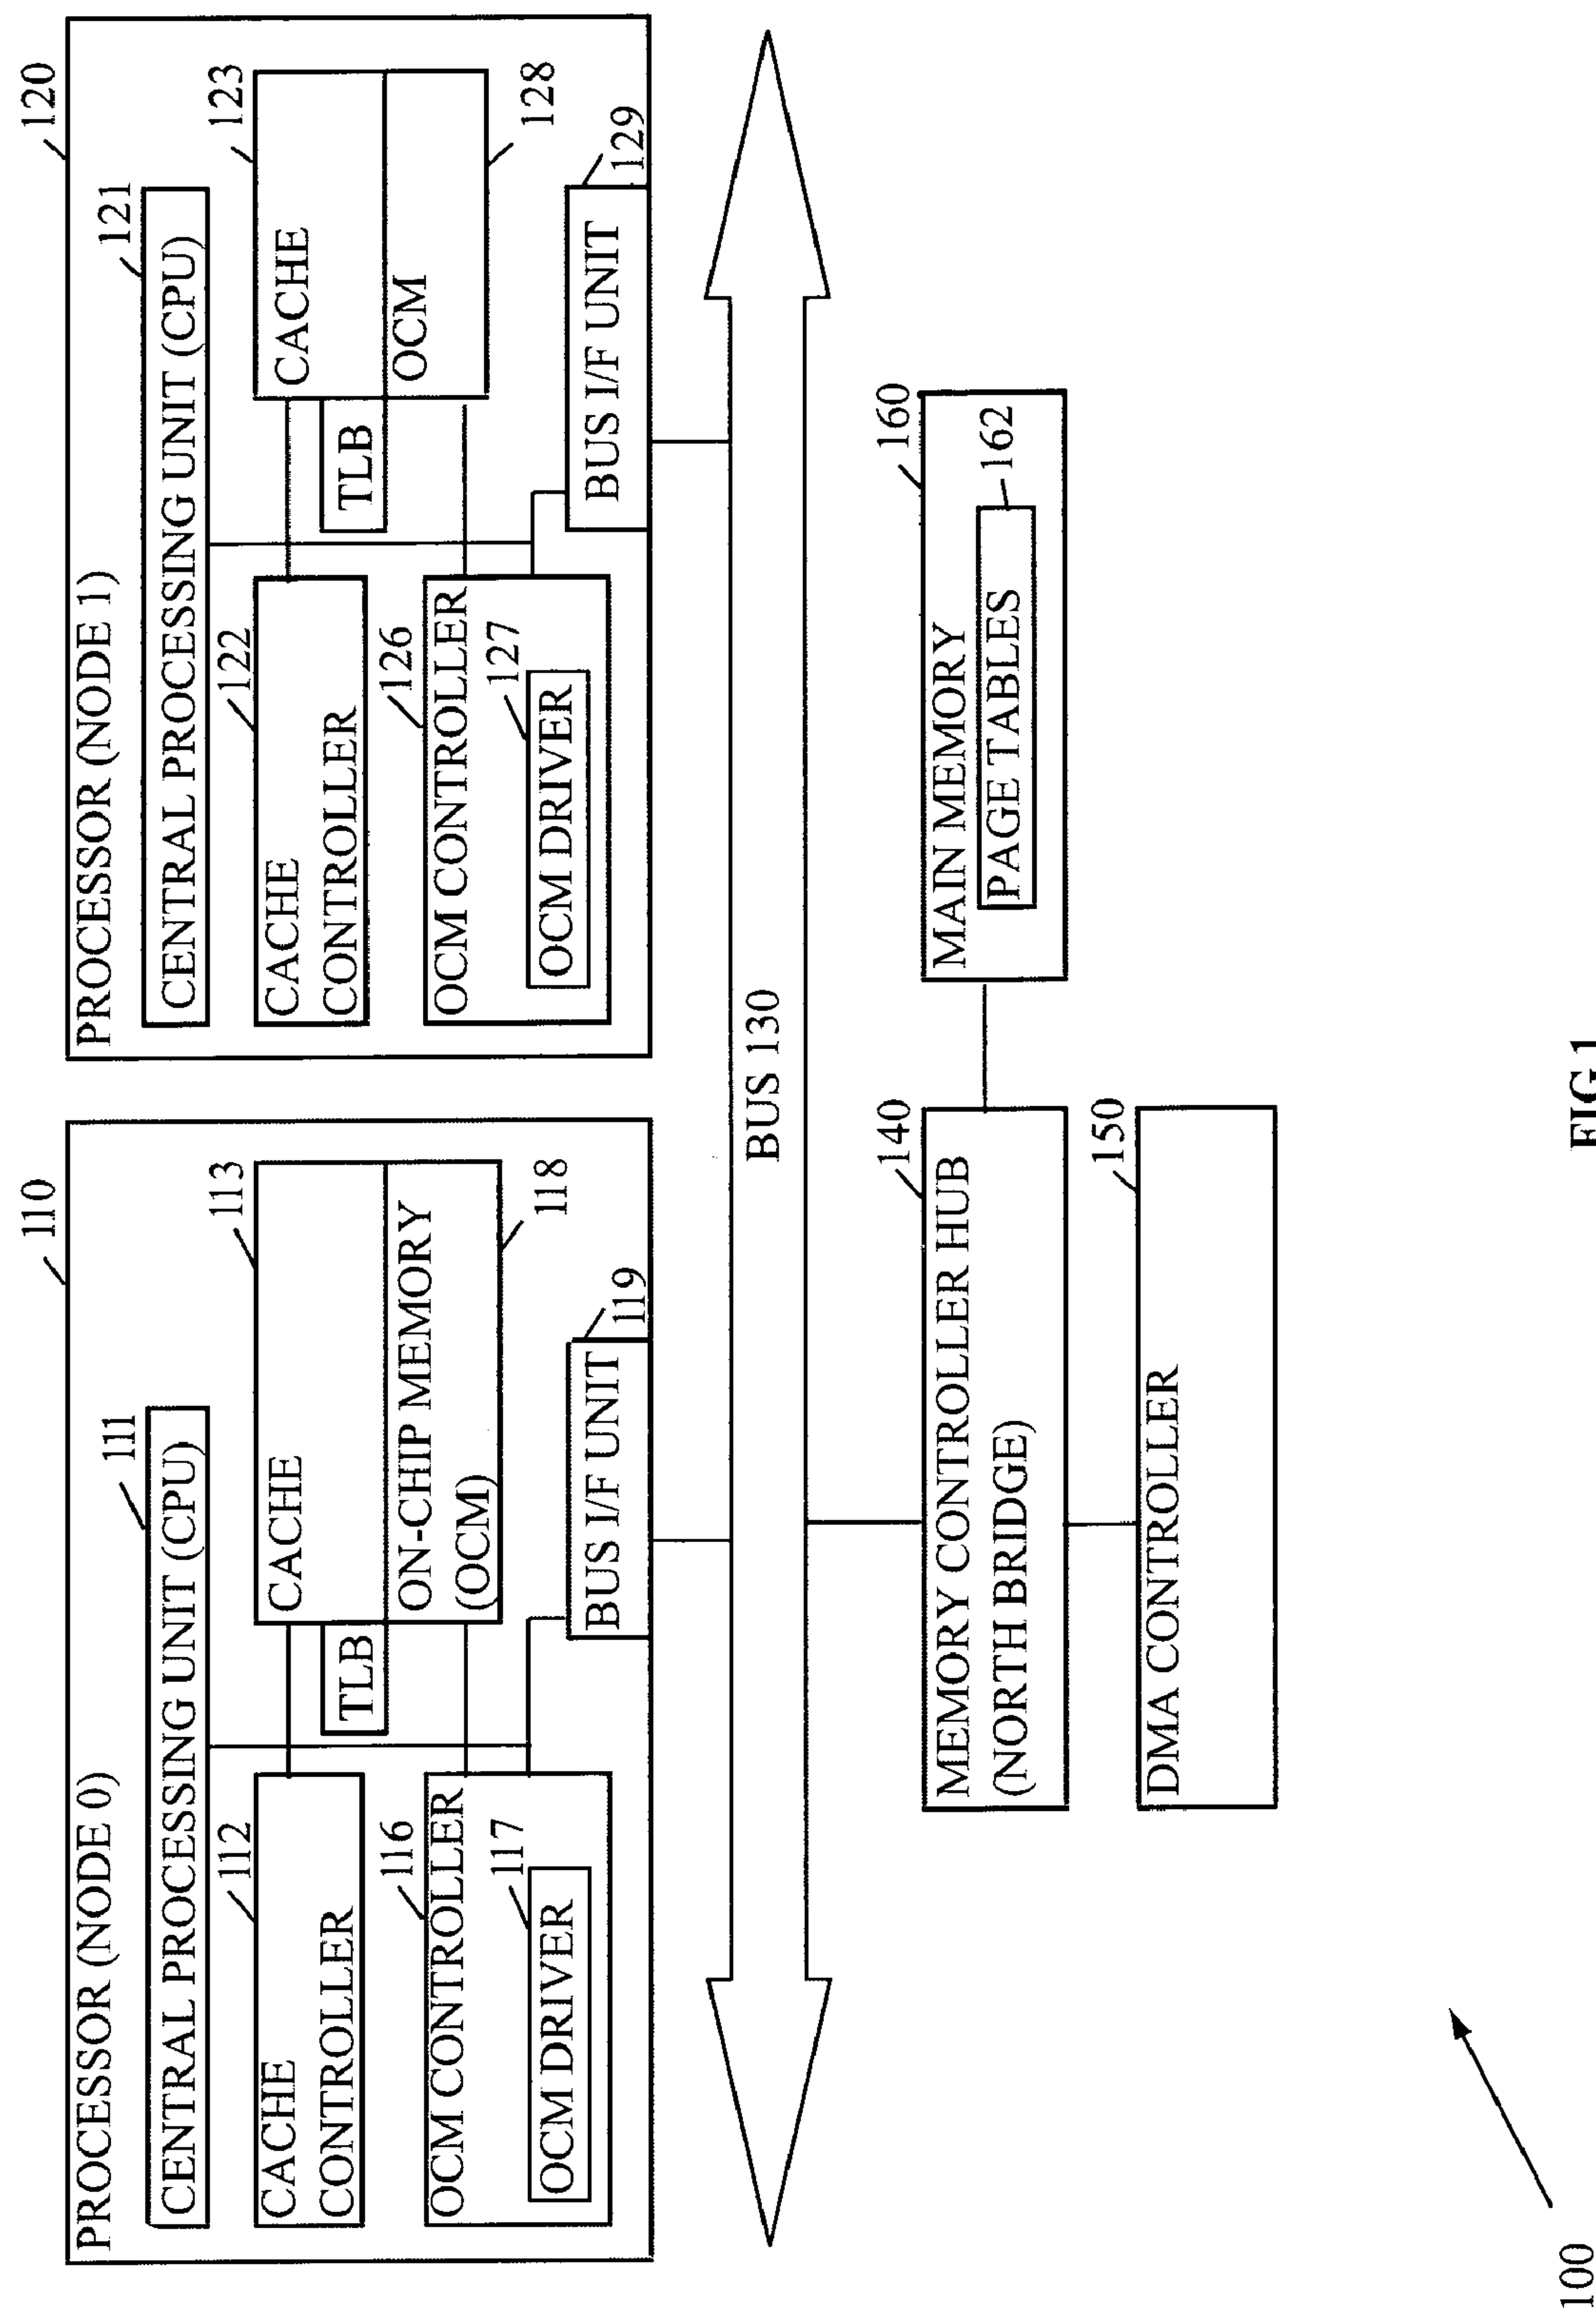 PROCESSOR (NODE 0)
110
CENTRAL PROCESSING UNIT (CPU)
111
CACHE
CONTROLLER
112
TLB
CACHE
113
OCM CONTROLLER
116
OCM DRIVER
117
ON-CHIP MEMORY
(OCM)
118
BUS I/F UNIT
119
PROCESSOR (NODE 1)
120
CENTRAL PROCESSING UNIT (CPU)
121
CACHE
CONTROLLER
122
TLB
CACHE
123
OCM CONTROLLER
126
OCM DRIVER
127
OCM
128
BUS I/F UNIT
129
BUS 130
MEMORY CONTROLLER HUB
(NORTH BRIDGE)
140
MAIN MEMORY
160
PAGE TABLES
162
DMA CONTROLLER
150
100
FIG 1